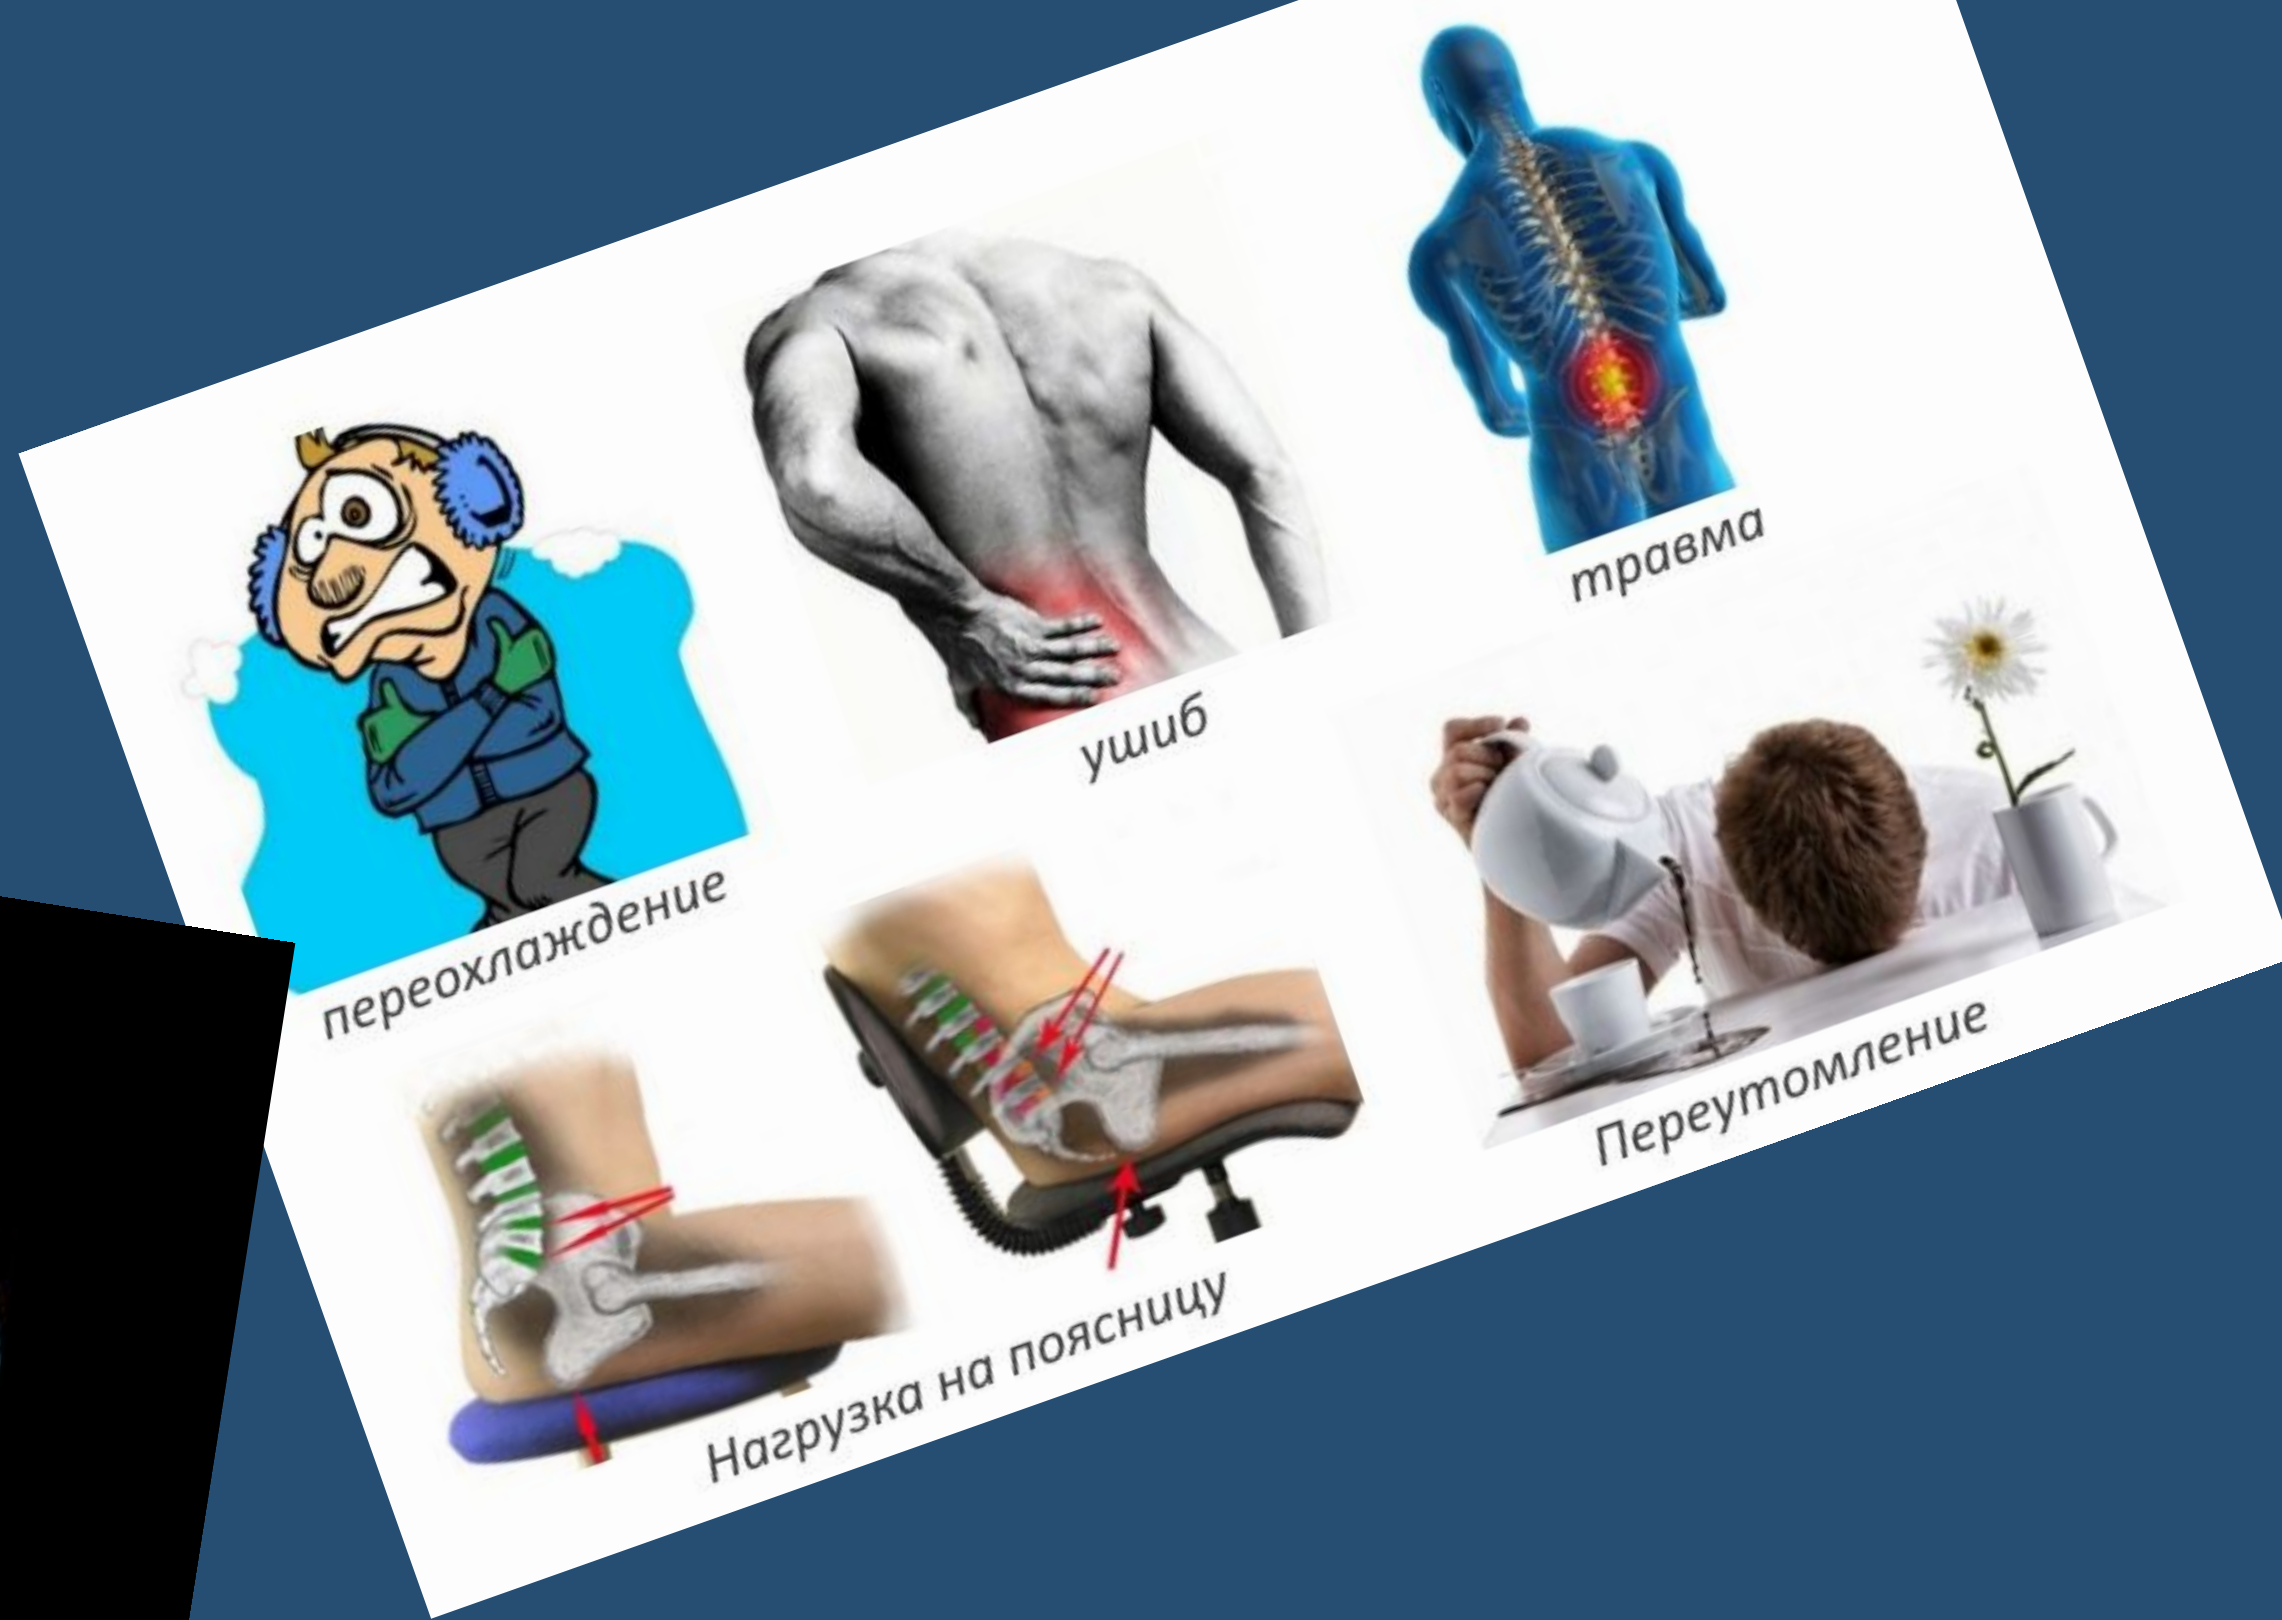 переохлаждение
ушиб
травма
Нагрузка на поясницу
Переутомление